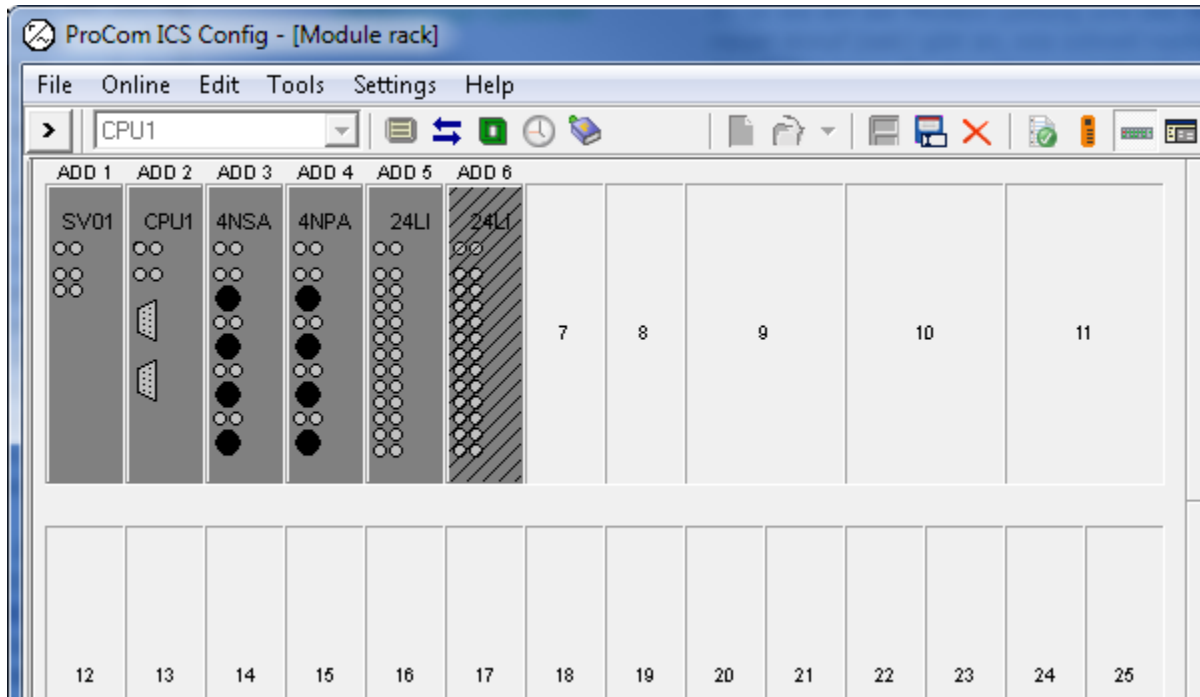 ProCom ICS Config - [Module rack]
File Online Edit Tools Settings Help
CPU1
ADD 1 ADD 2 ADD 3 ADD 4 ADD 5 ADD 6
SV01 CPU1 4NSA 4NPA 24LI 24LI
7 8 9 10 11
12 13 14 15 16 17 18 19 20 21 22 23 24 25